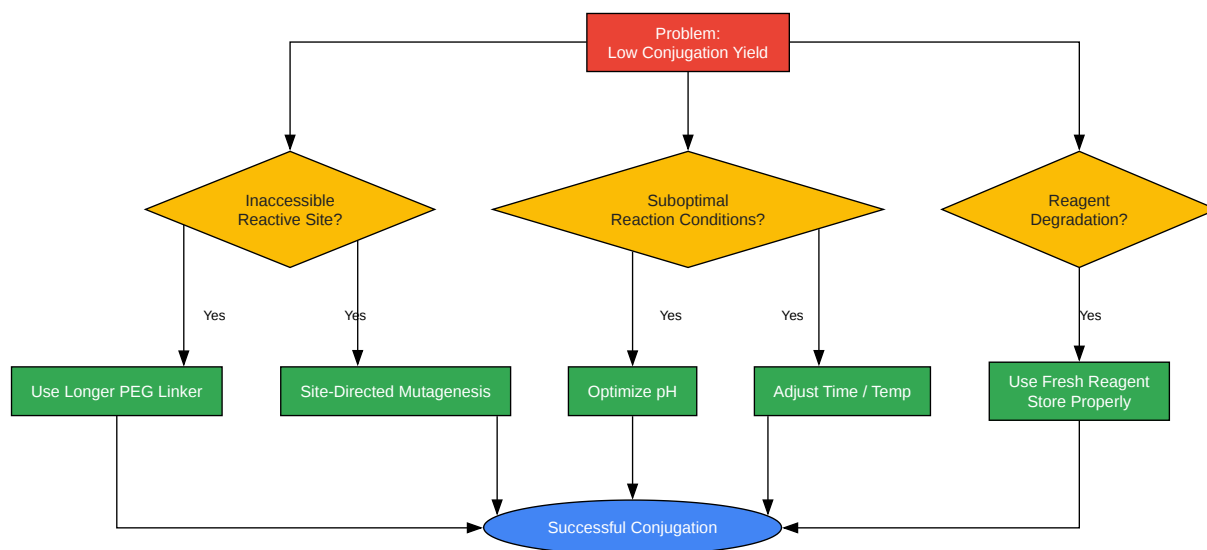 Problem:
Low Conjugation Yield
Inaccessible
Reactive Site?
Suboptimal
Reaction Conditions?
Reagent
Degradation?
Yes
Yes
Yes
Yes
Yes
Use Longer PEG Linker
Site-Directed Mutagenesis
Optimize pH
Adjust Time / Temp
Use Fresh Reagent
Store Properly
Successful Conjugation